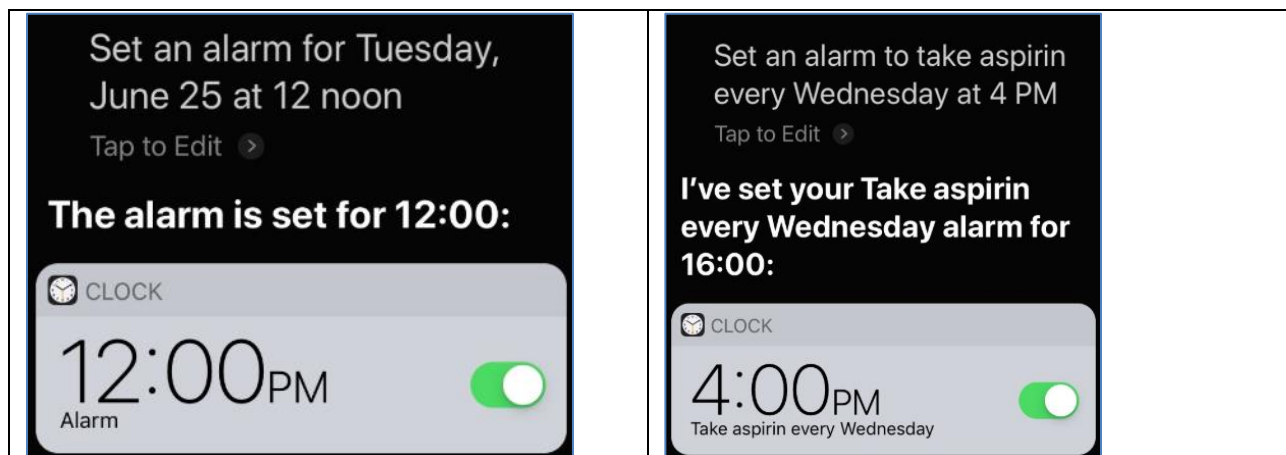 Set an alarm for Tuesday,
June 25 at 12 noon
Tap to Edit
The alarm is set for 12:00:
CLOCK
12:00PM
Alarm
Set an alarm to take aspirin
every Wednesday at 4 PM
Tap to Edit
I’ve set your Take aspirin
every Wednesday alarm for
16:00:
CLOCK
4:00PM
Take aspirin every Wednesday